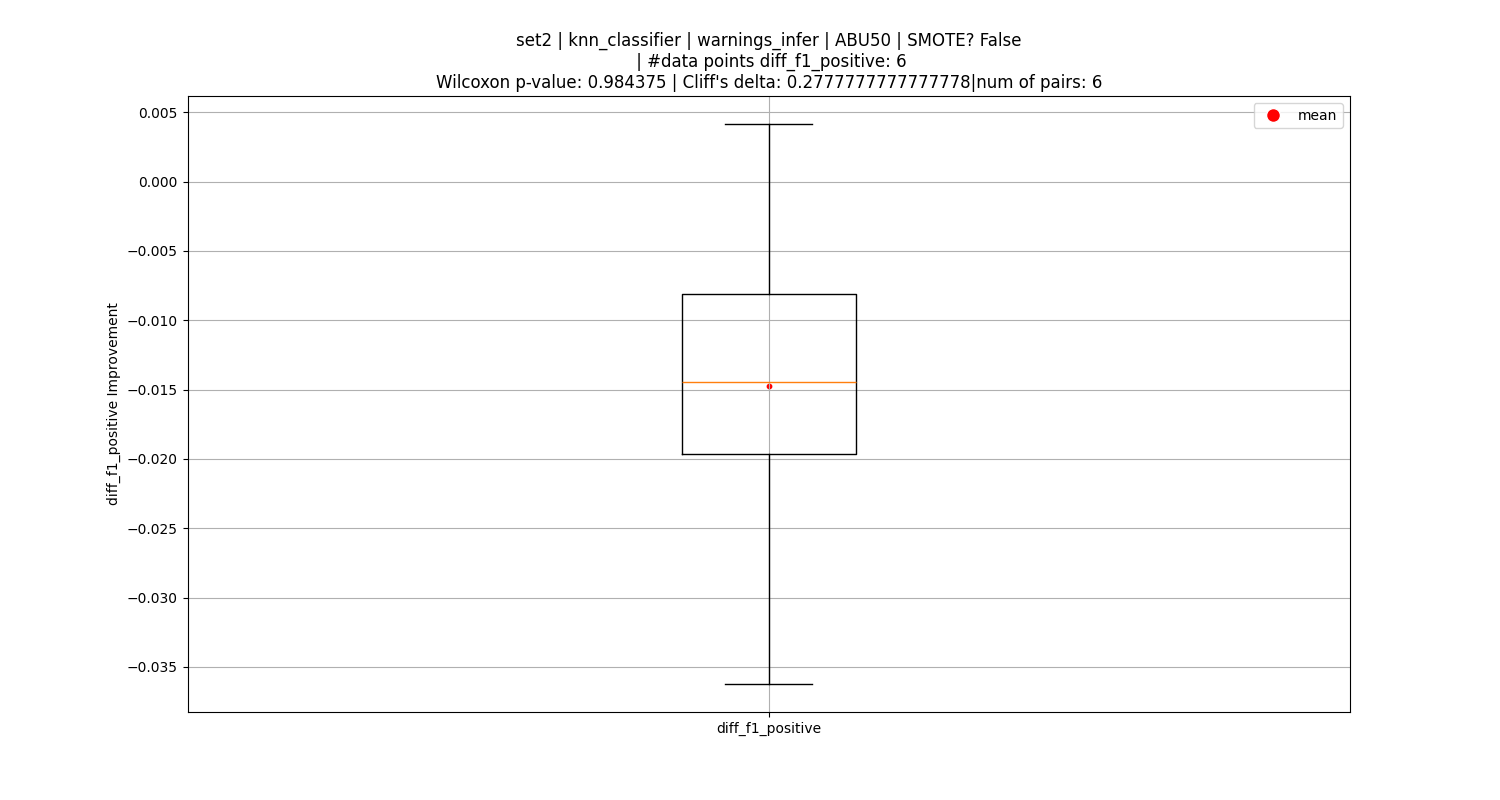 set2 | knn_classifier | warnings_infer | ABU50 | SMOTE? False
| #data points diff_f1_positive: 6
Wilcoxon p-value: 0.984375 | Cliff's delta: 0.2777777777777778|num of pairs: 6
mean
0.005
0.000
−0.005
−0.010
−0.015
−0.020
−0.025
−0.030
−0.035
diff_f1_positive Improvement
diff_f1_positive